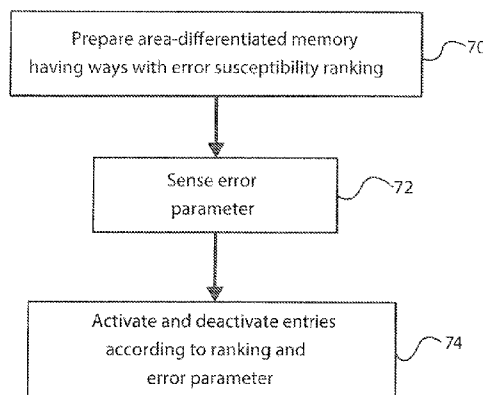 Prepare area-differentiated memory
having ways with error susceptibility ranking
70
Sense error
parameter
72
Activate and deactivate entries
according to ranking and
error parameter
74